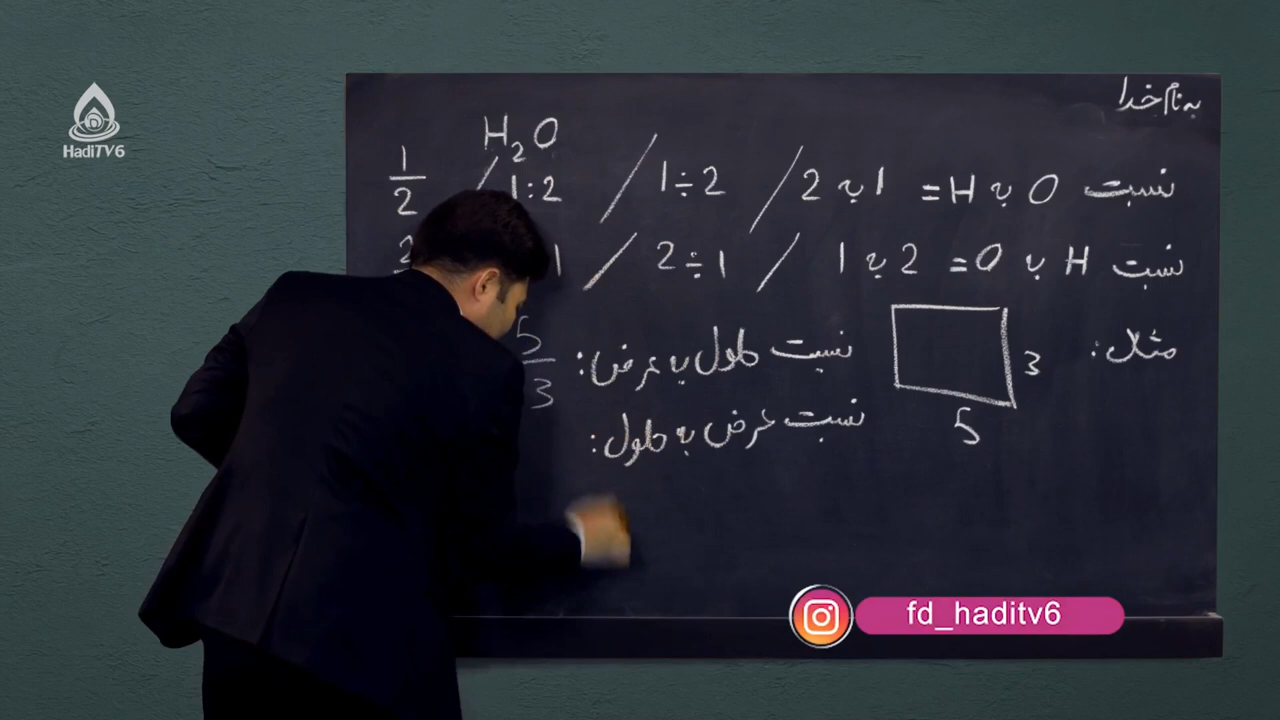 به نام خدا
HadiTV6
H₂O
نسبت O به H = 1 به 2 / 1÷2 / 1:2 / 1/2
نسبت H به O = 2 به 1 / 2÷1 / 1 2
مثال:
3
5
نسبت طول به عرض: 5/3
نسبت عرض به طول:
fd_haditv6